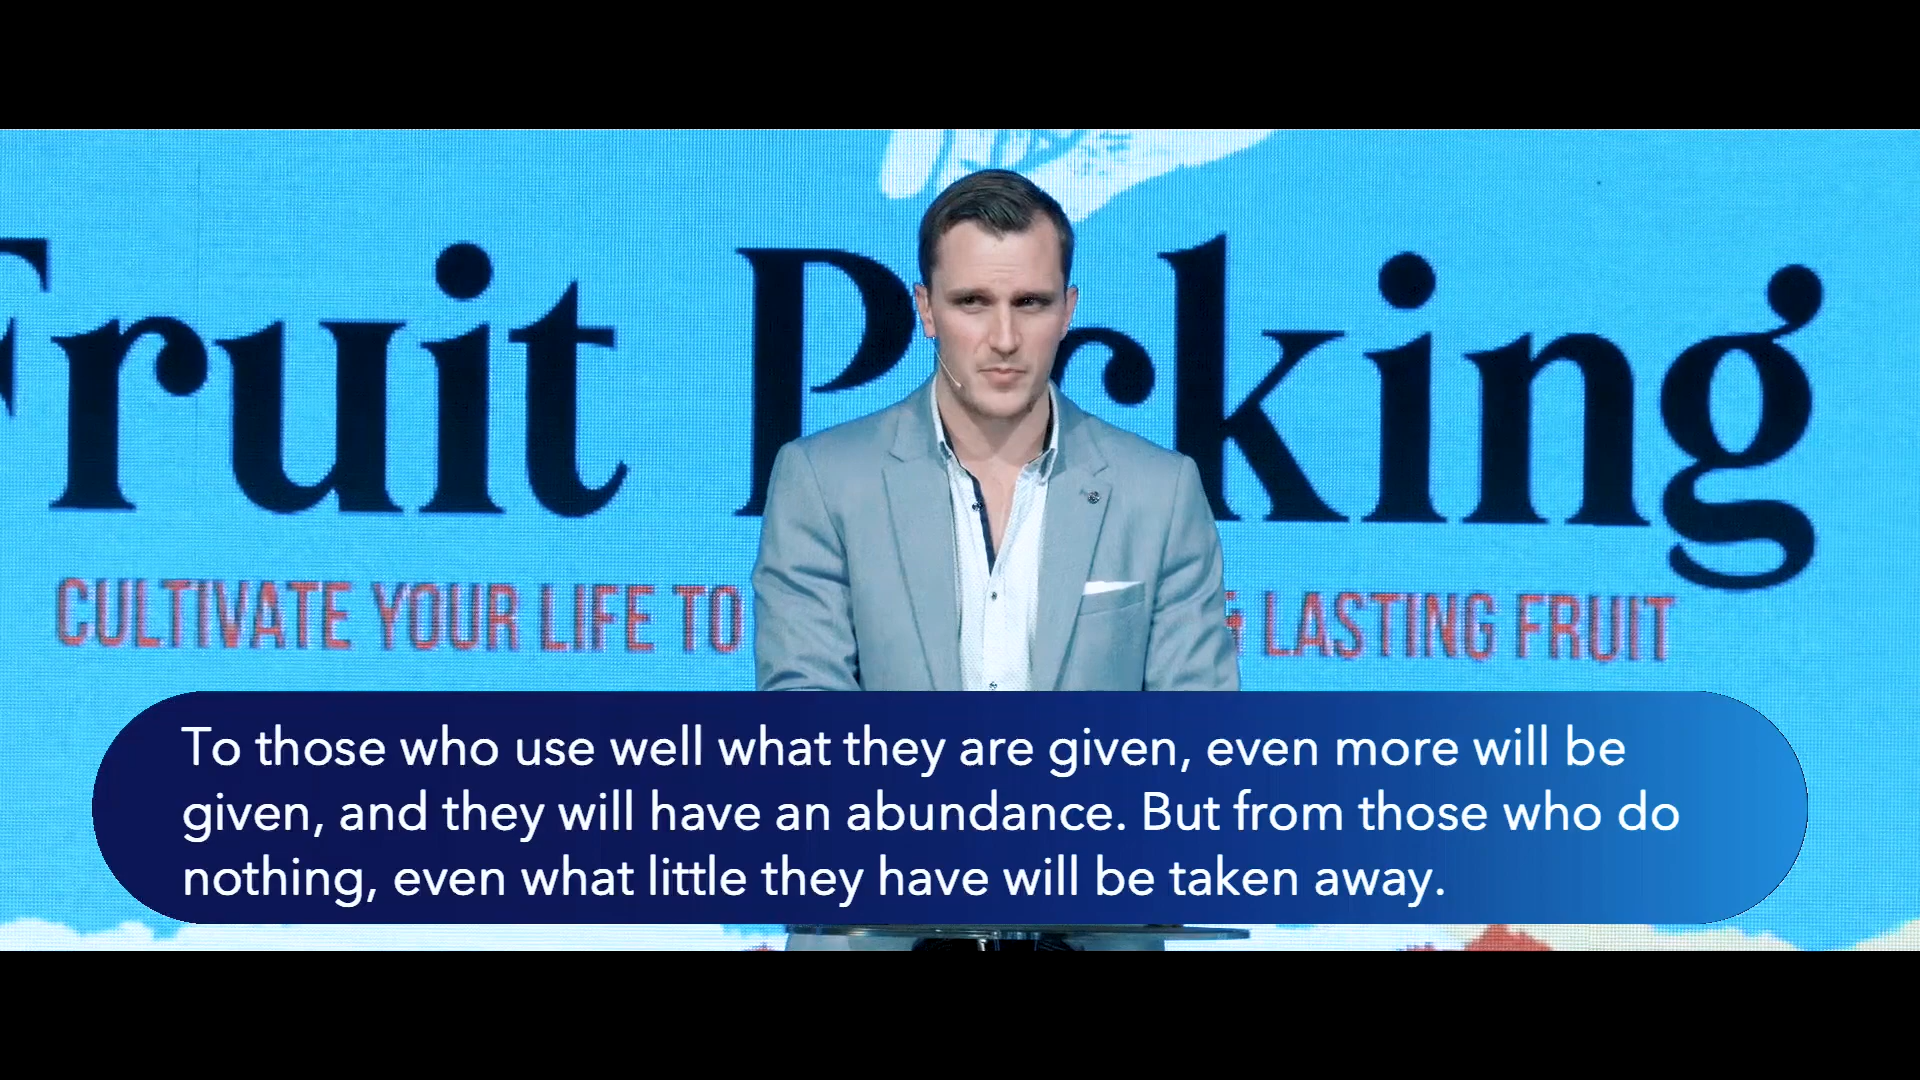 Fruit P king
CULTIVATE YOUR LIFE TO
& LASTING FRUIT
To those who use well what they are given, even more will be
given, and they will have an abundance. But from those who do
nothing, even what little they have will be taken away.